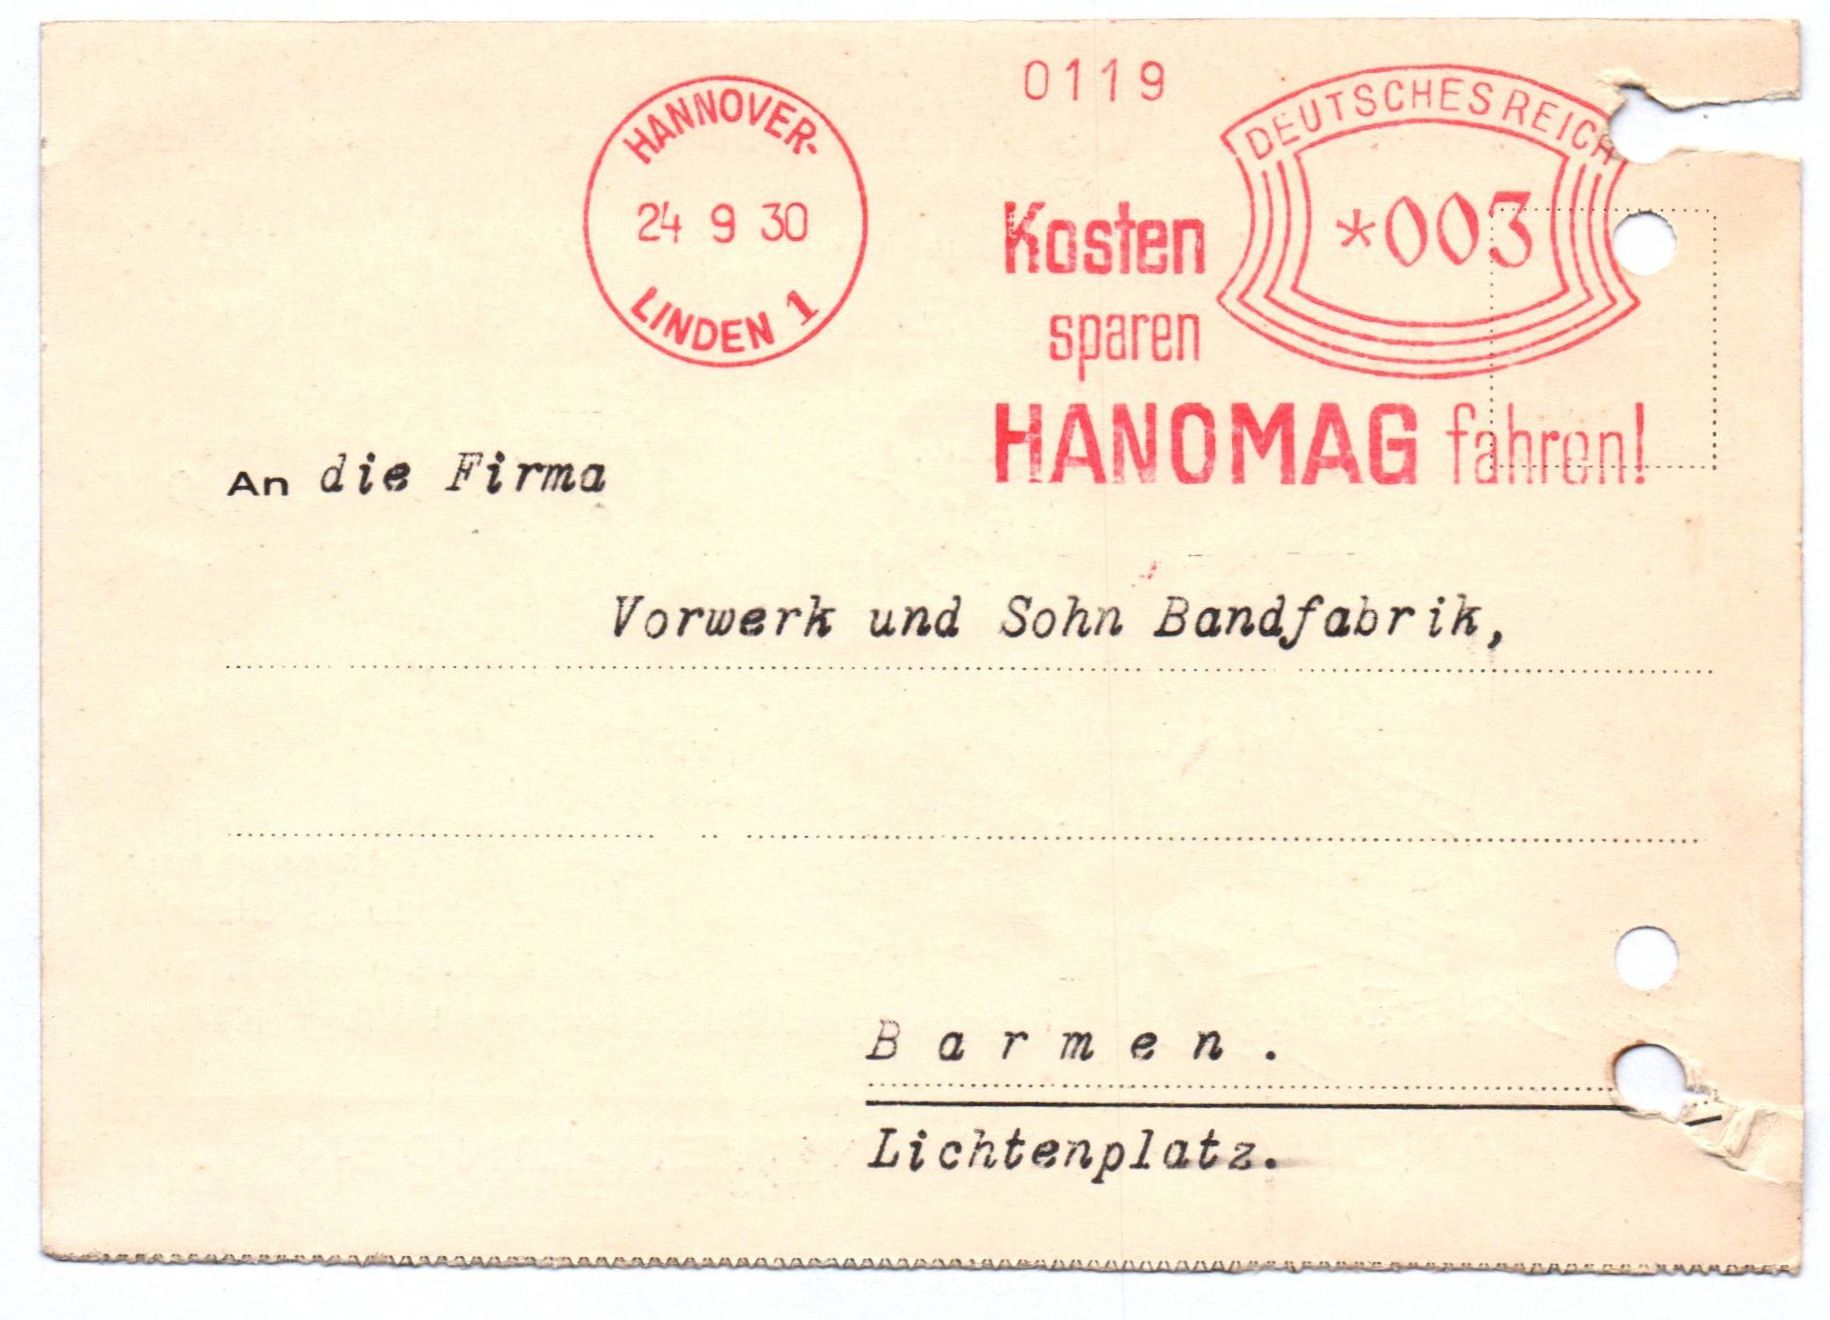 0119
HANNOVER-
24 9 30
LINDEN 1
DEUTSCHES REICH
*003
Kosten
sparen
HANOMAG fahren!
An die Firma
Vorwerk und Sohn Bandfabrik,
Barmen.
Lichtenplatz.